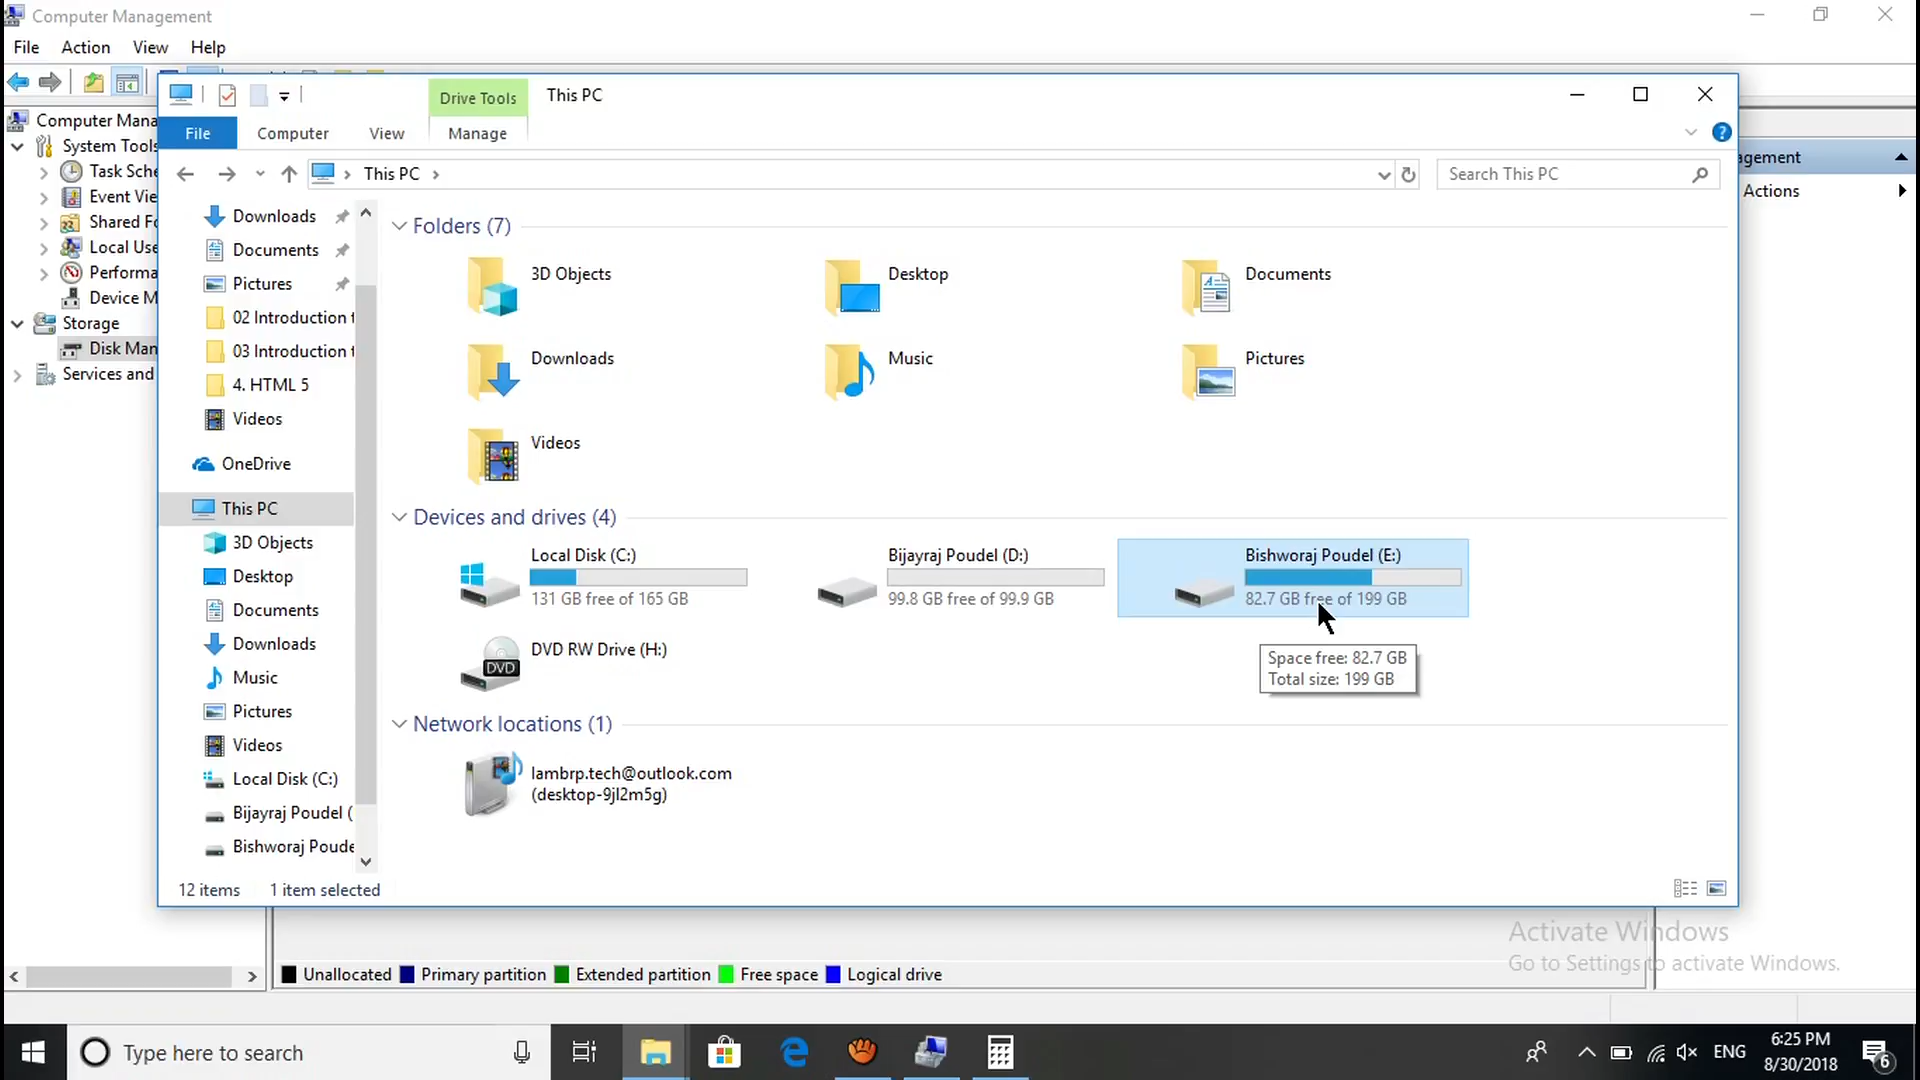 Computer Management
File Action View Help
Computer Mana
System Tools
Task Sche
Event Vie
Shared Fo
Local Use
Performa
Device M
Storage
Disk Man
Services and
Drive Tools
This PC
File
Computer
View
Manage
This PC
Search This PC
agement
Actions
Downloads
Documents
Pictures
02 Introduction t
03 Introduction t
4. HTML 5
Videos
OneDrive
This PC
3D Objects
Desktop
Documents
Downloads
Music
Pictures
Videos
Local Disk (C:)
Bijayraj Poudel (
Bishworaj Poude
Folders (7)
3D Objects
Desktop
Documents
Downloads
Music
Pictures
Videos
Devices and drives (4)
Local Disk (C:)
131 GB free of 165 GB
Bijayraj Poudel (D:)
99.8 GB free of 99.9 GB
Bishworaj Poudel (E:)
82.7 GB free of 199 GB
Space free: 82.7 GB
Total size: 199 GB
DVD RW Drive (H:)
DVD
Network locations (1)
lambrp.tech@outlook.com
(desktop-9jl2m5g)
12 items
1 item selected
Activate Windows
Go to Settings to activate Windows.
Unallocated
Primary partition
Extended partition
Free space
Logical drive
Type here to search
ENG
6:25 PM
8/30/2018
6